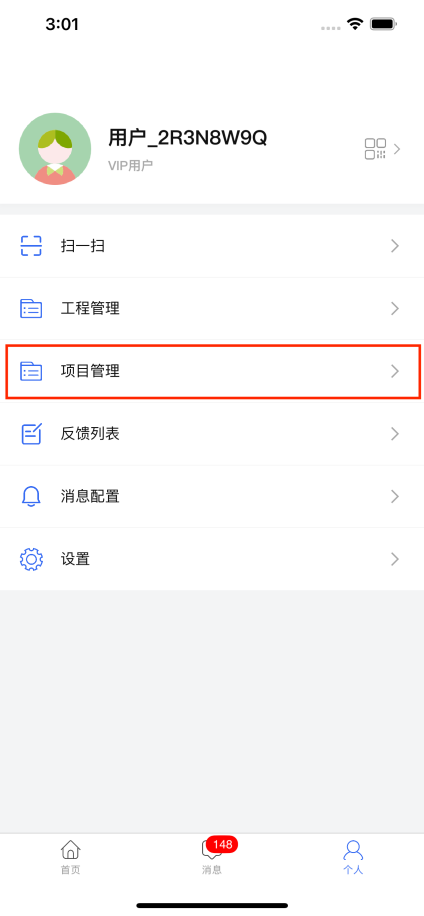 3:01
用户_2R3N8W9Q
VIP用户
扫一扫
工程管理
项目管理
反馈列表
消息配置
设置
148
首页
消息
个人